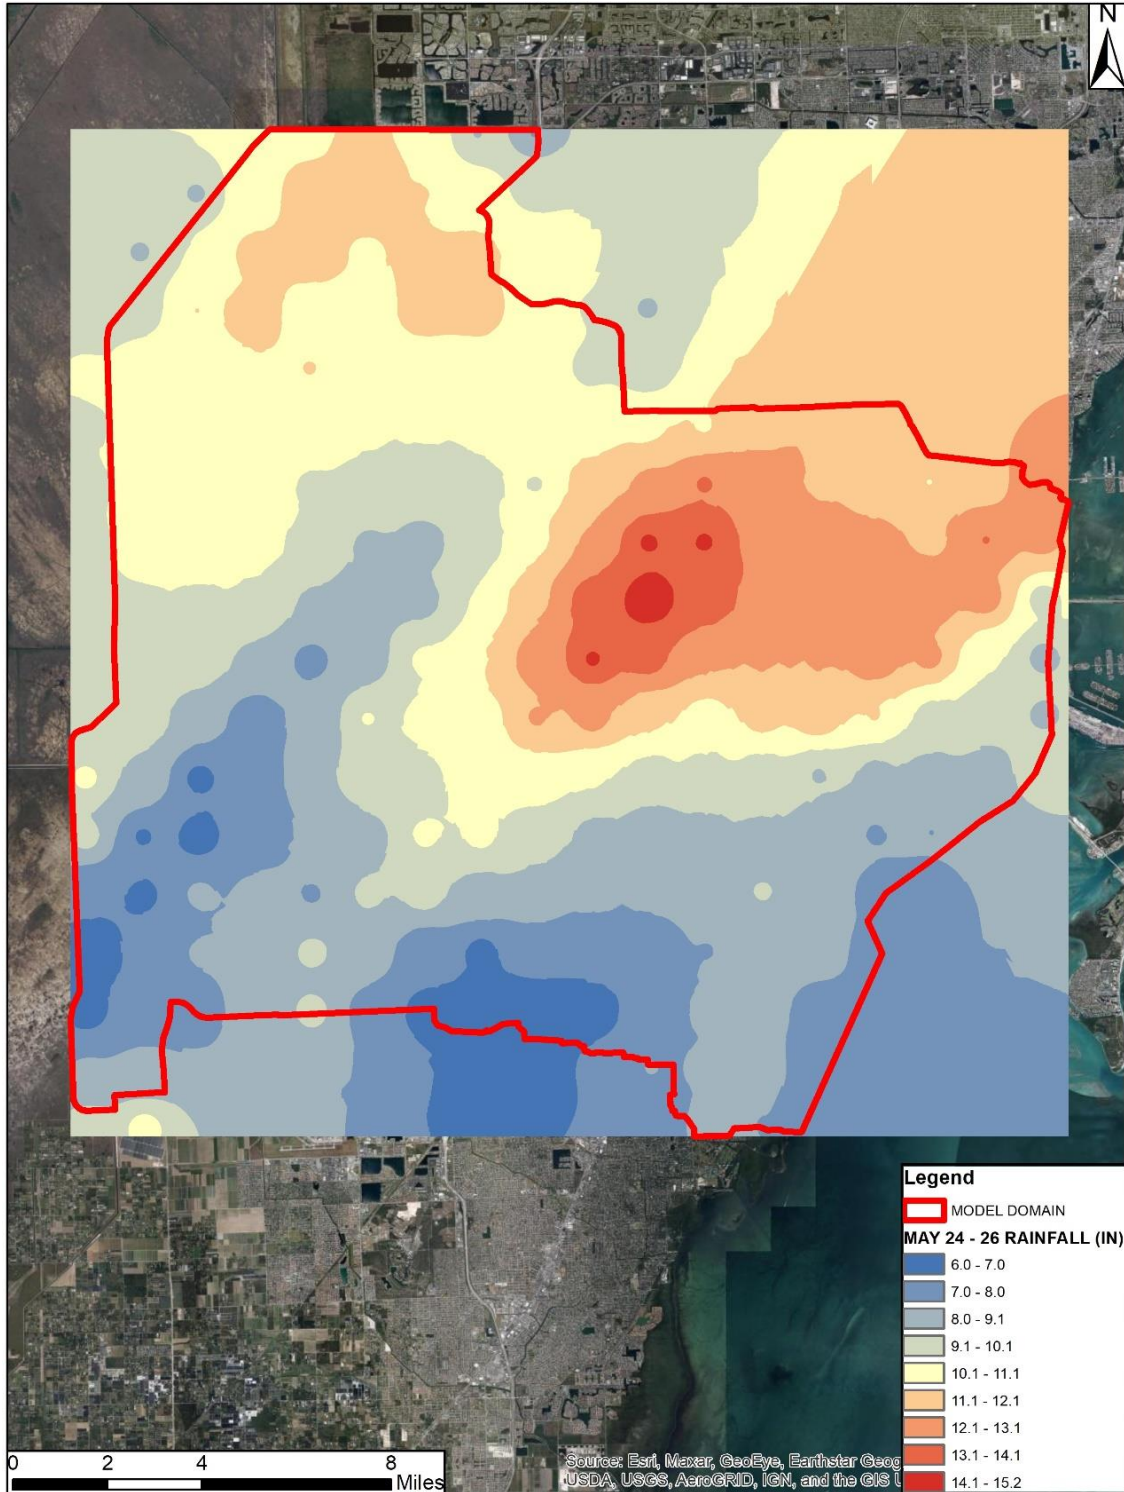 N
Legend
MODEL DOMAIN
MAY 24 - 26 RAINFALL (IN)
6.0 - 7.0
7.0 - 8.0
8.0 - 9.1
9.1 - 10.1
10.1 - 11.1
11.1 - 12.1
12.1 - 13.1
13.1 - 14.1
14.1 - 15.2
0 2 4 8
Miles
Source: Esri, Maxar, GeoEye, Earthstar Geog
USDA, USGS, AeroGRID, IGN, and the GIS U